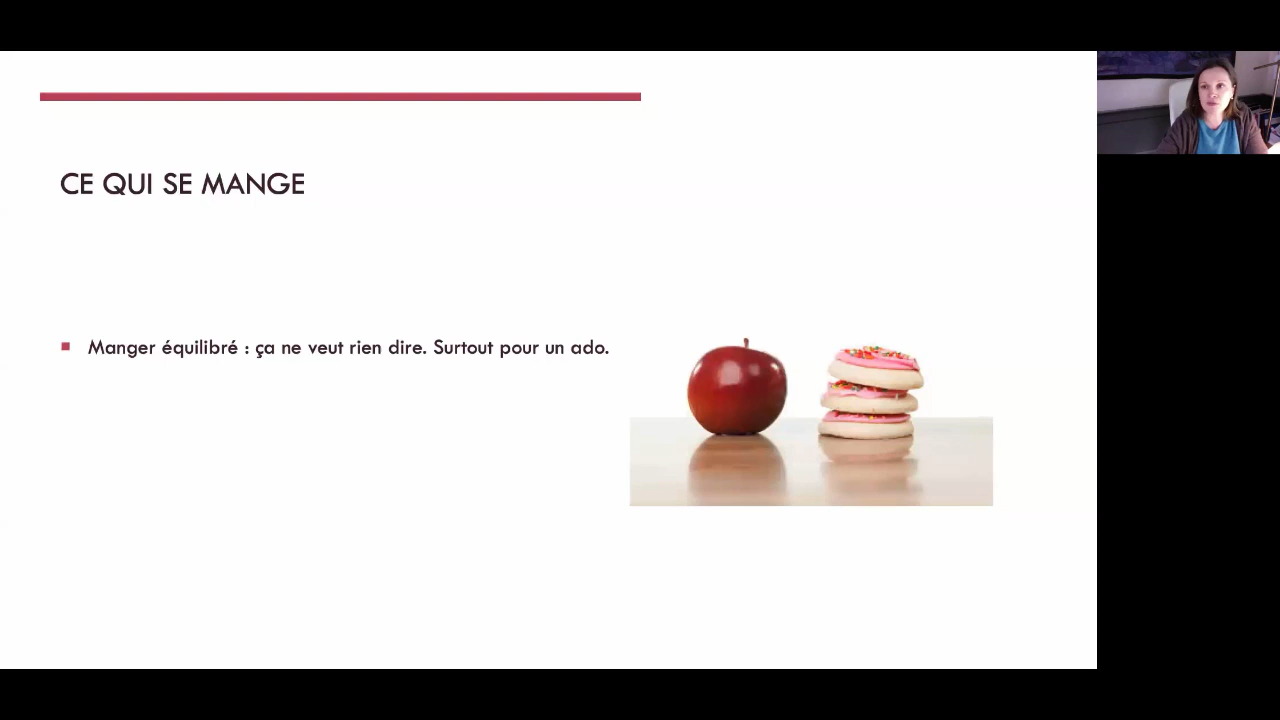 CE QUI SE MANGE
Manger équilibré : ça ne veut rien dire. Surtout pour un ado.